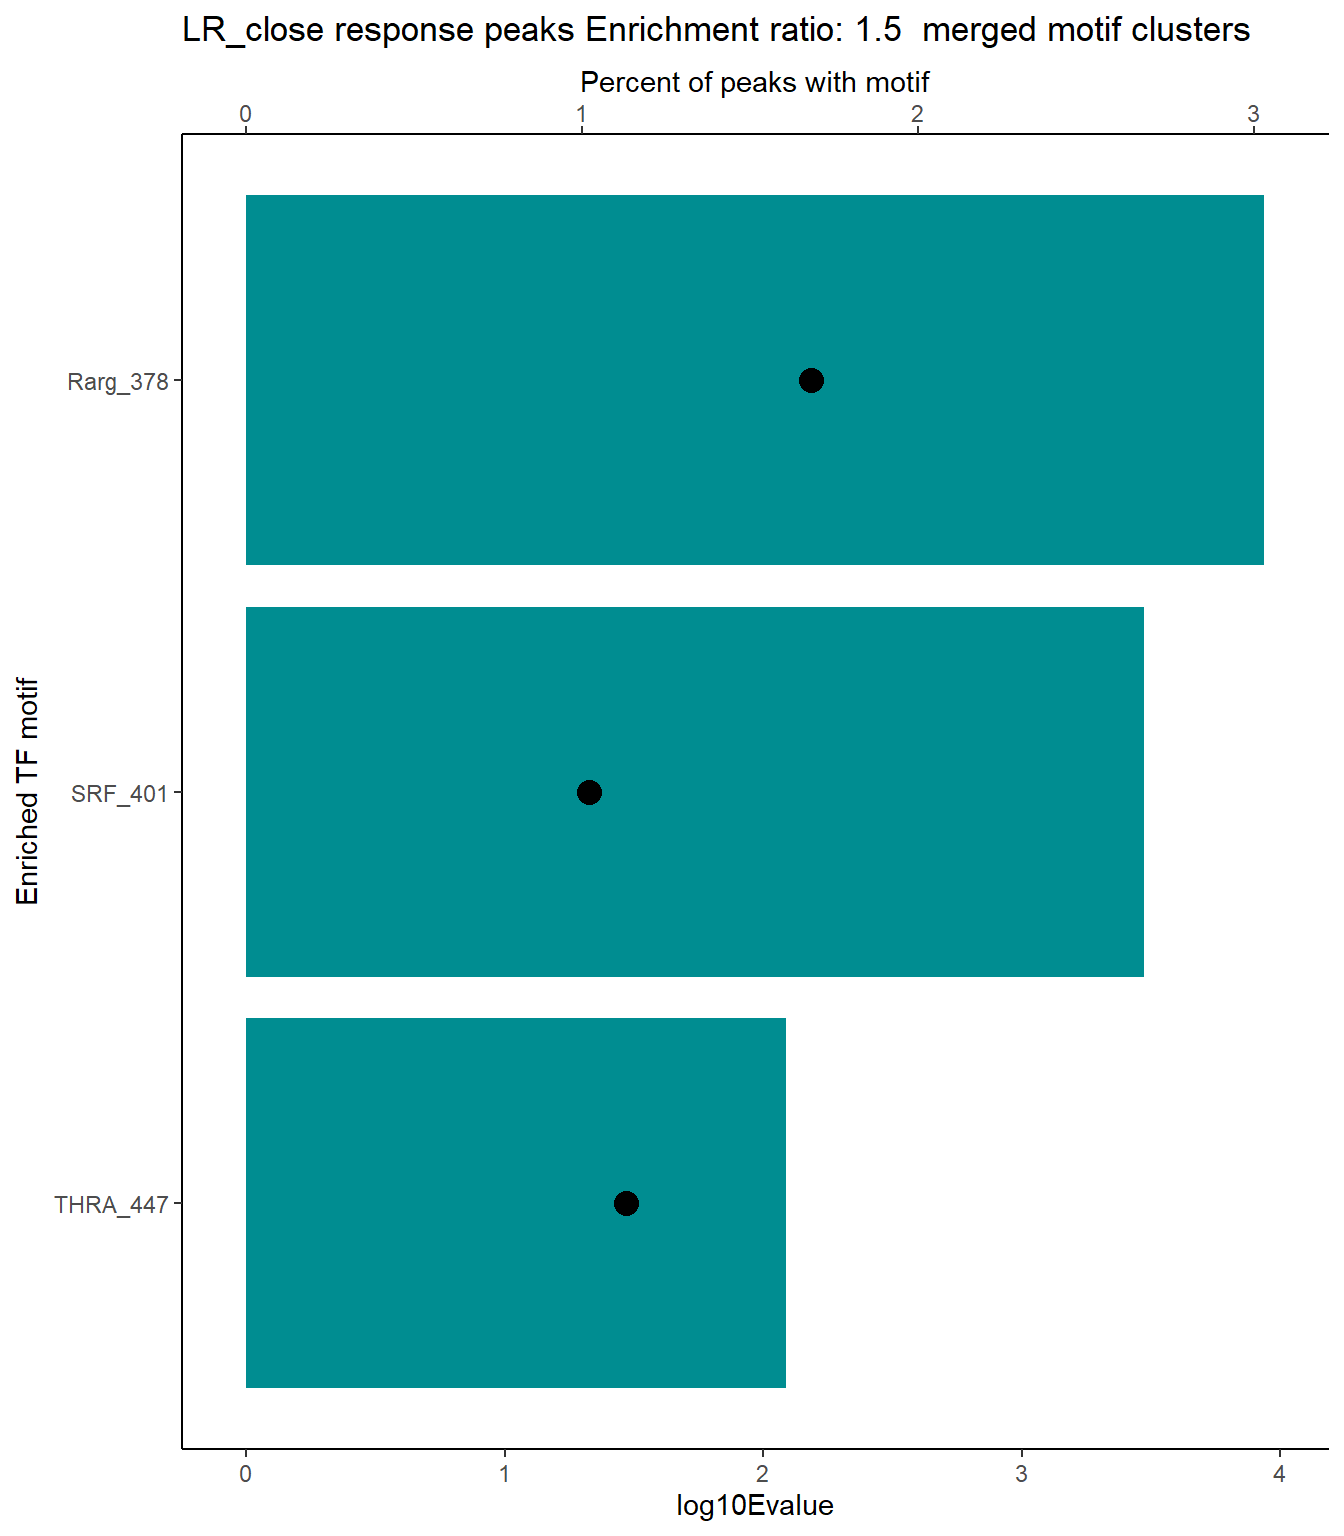 LR_close response peaks Enrichment ratio: 1.5  merged motif clusters
Percent of peaks with motif
0 1 2 3
Enriched TF motif
Rarg_378
SRF_401
THRA_447
0 1 2 3 4
log10Evalue